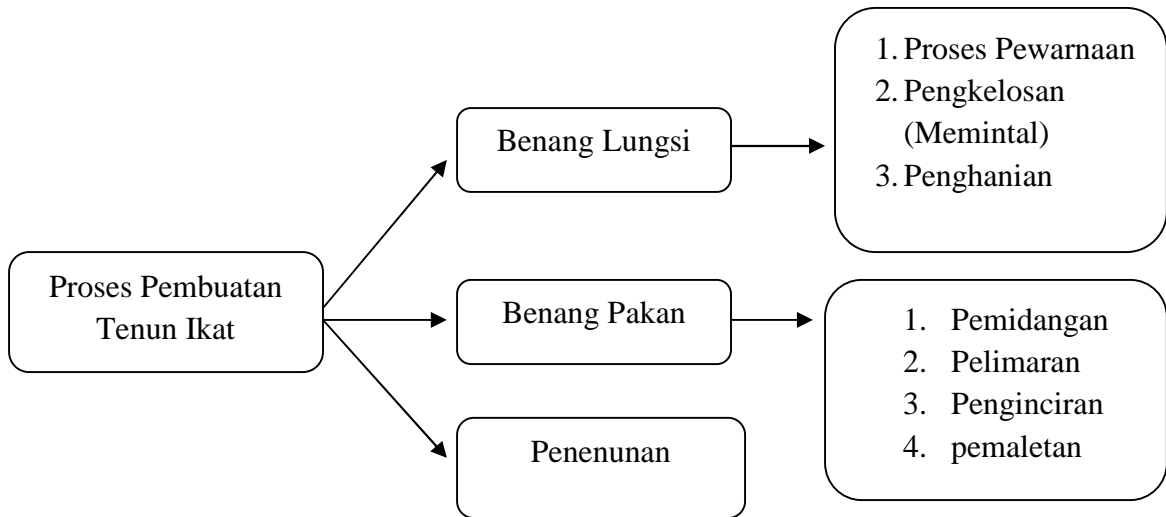 Proses Pembuatan
Tenun Ikat
Benang Lungsi
1. Proses Pewarnaan
2. Pengkelosan
(Memintal)
3. Penghanian
Benang Pakan
1. Pemidangan
2. Pelimaran
3. Penginciran
4. pemaletan
Penenunan